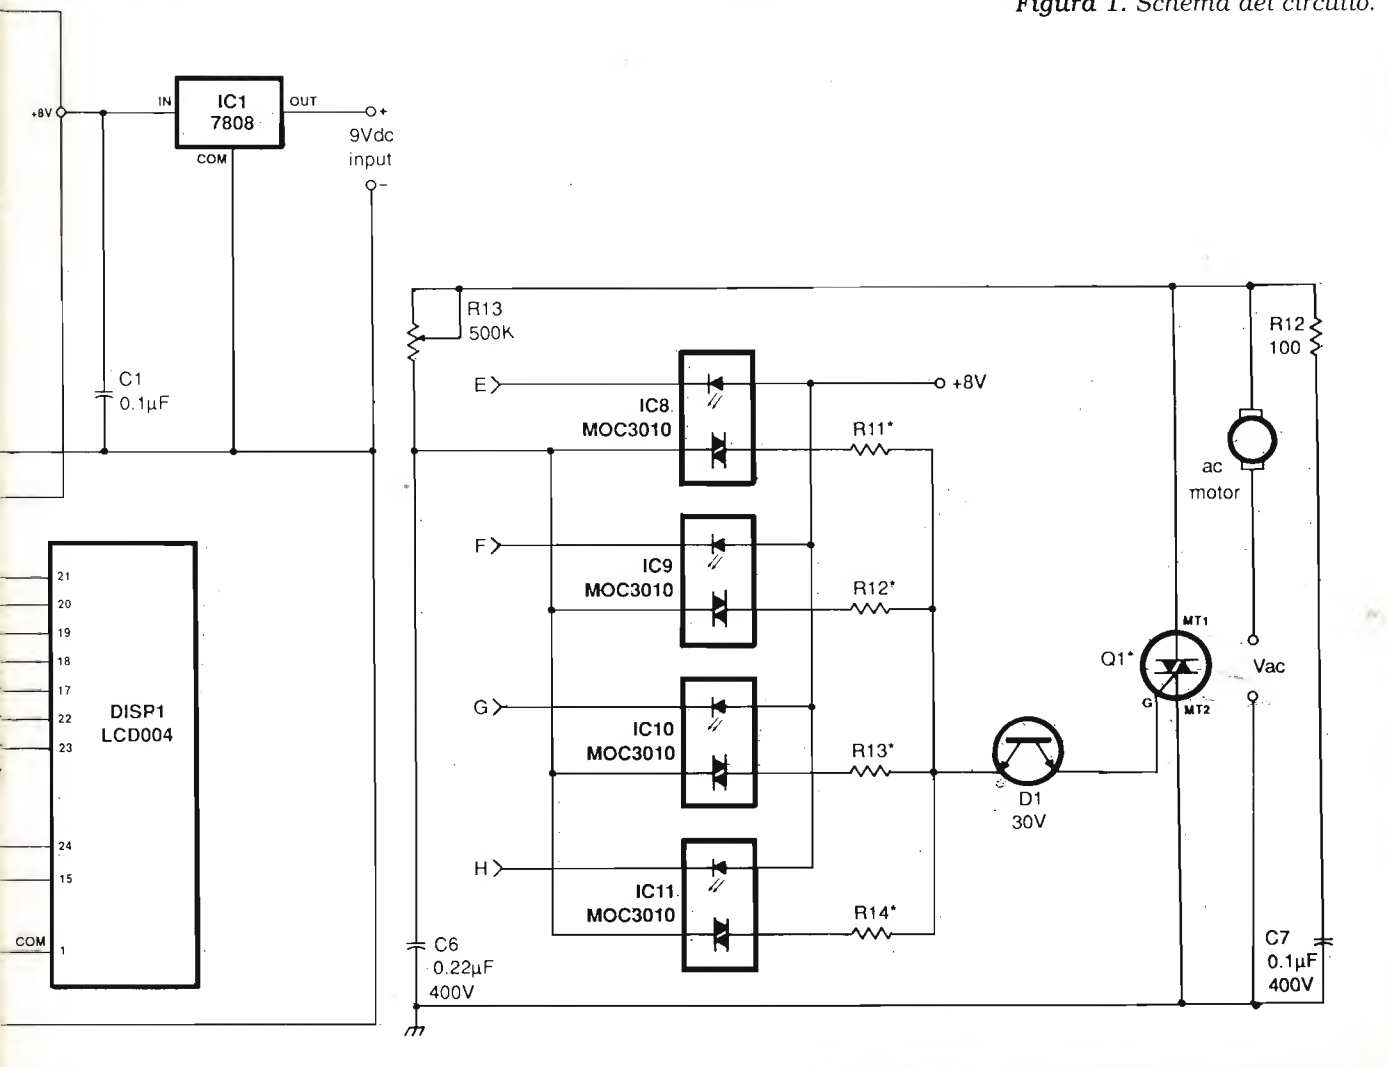 Figura 1. Schema del circuito.
+8V
IN
IC1
7808
OUT
COM
+
9Vdc
input
-
C1
0.1µF
R13
500K
E
IC8
MOC3010
+8V
R11*
F
IC9
MOC3010
R12*
G
IC10
MOC3010
R13*
H
IC11
MOC3010
R14*
R12
100
ac
motor
Q1*
MT1
G
MT2
Vac
D1
30V
C6
0.22µF
400V
C7
0.1µF
400V
21
20
19
18
17
22
23
24
15
COM
1
DISP1
LCD004